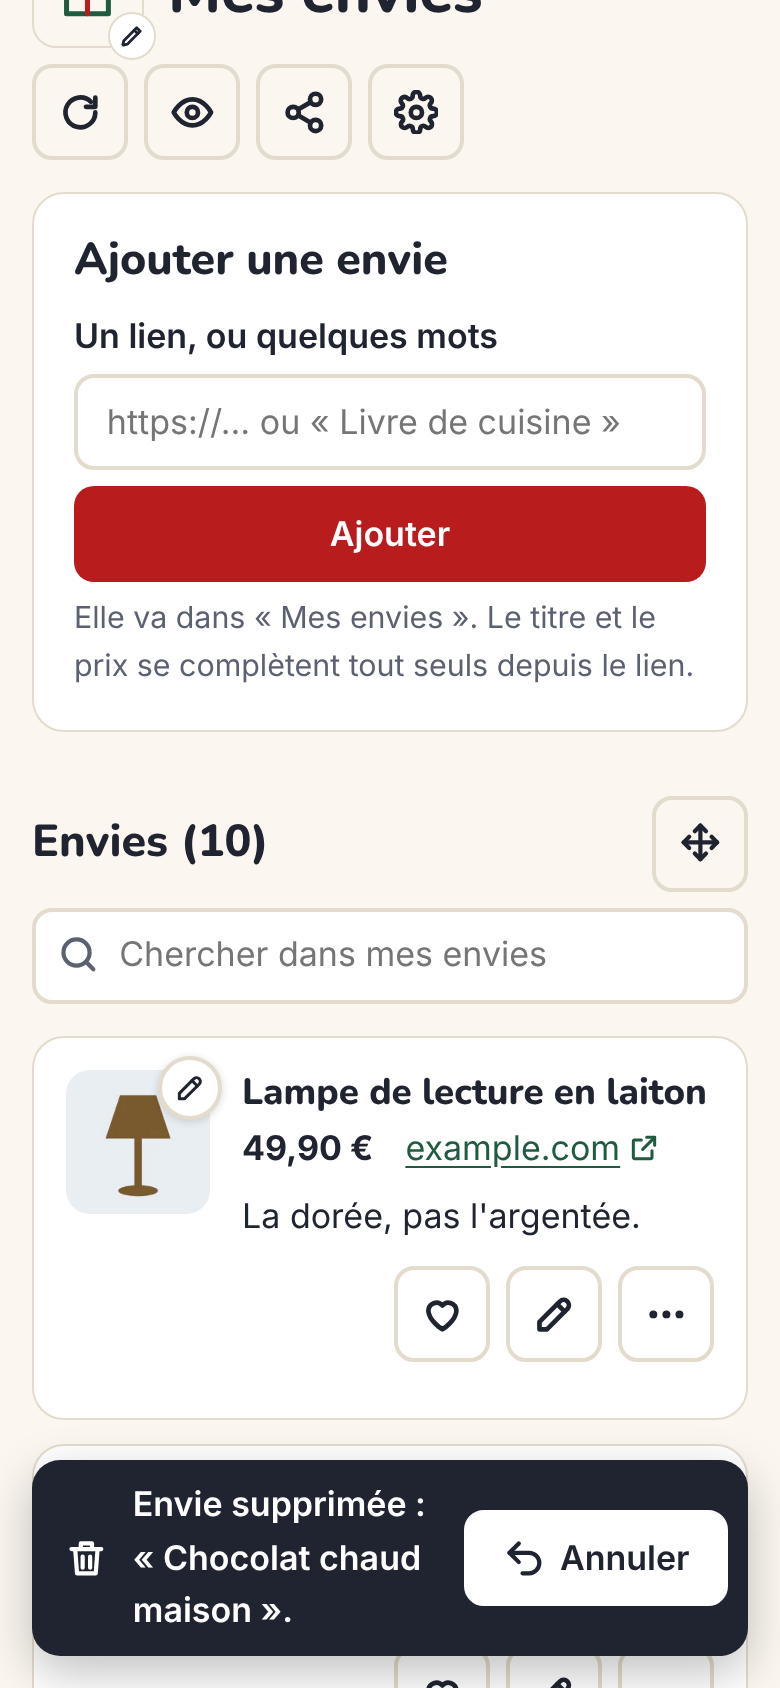 Mes envies
Ajouter une envie
Un lien, ou quelques mots
https://... ou « Livre de cuisine »
Ajouter
Elle va dans « Mes envies ». Le titre et le
prix se complètent tout seuls depuis le lien.
Envies (10)
Chercher dans mes envies
Lampe de lecture en laiton
49,90 € example.com
La dorée, pas l'argentée.
Envie supprimée :
« Chocolat chaud
maison ».
Annuler